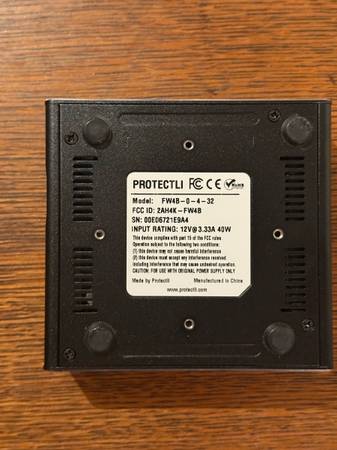 PROTECTLI FC CE RoHS
Model: FW4B-0-4-32
FCC ID: 2AH4K-FW4B
SN: 00E06721E9A4
INPUT RATING: 12V@3.33A 40W
This device complies with part 15 of the FCC rules
Operation subject to the following two conditions:
(1) this device may not cause harmful interference
(2) this device must accept interference received
including interference that may cause undesired operation.
CAUTION: FOR USE WITH ORIGINAL POWER SUPPLY ONLY
Made by Protectli Manufactured in China
www.protectli.com